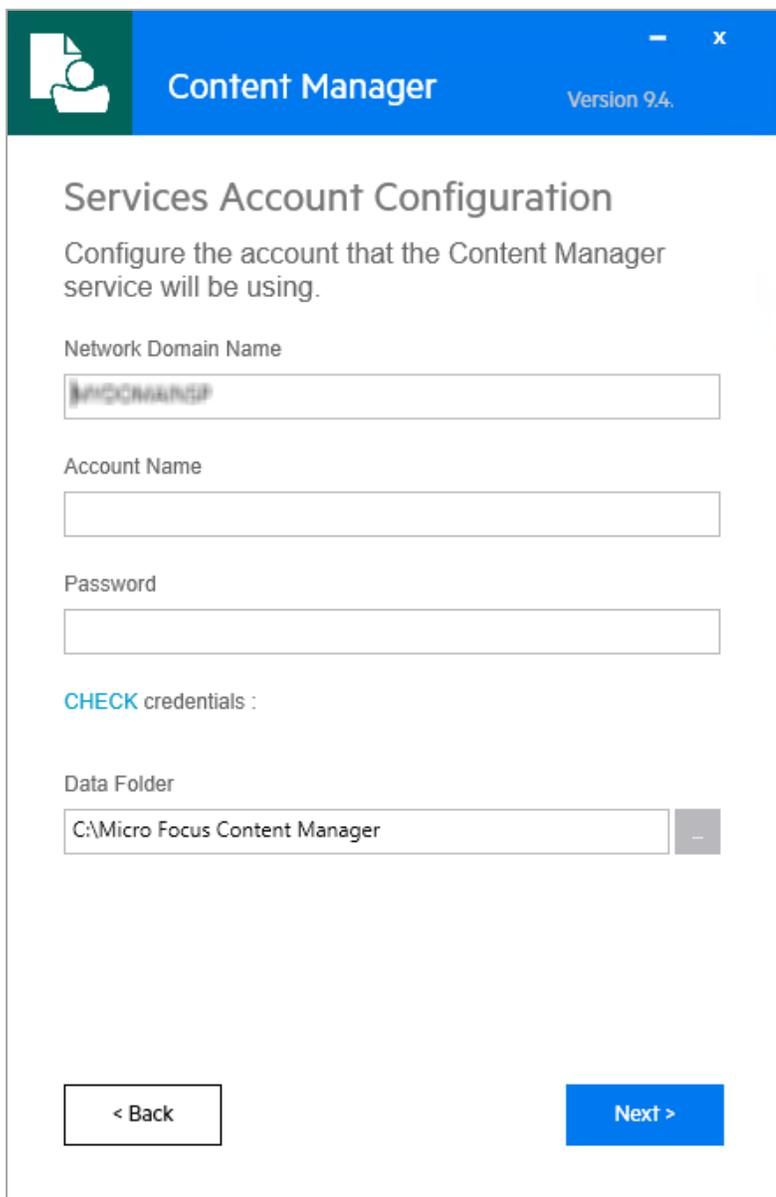 – x
Content Manager
Version 9.4.
Services Account Configuration
Configure the account that the Content Manager
service will be using.
Network Domain Name
Account Name
Password
CHECK credentials :
Data Folder
C:\Micro Focus Content Manager
...
< Back
Next >